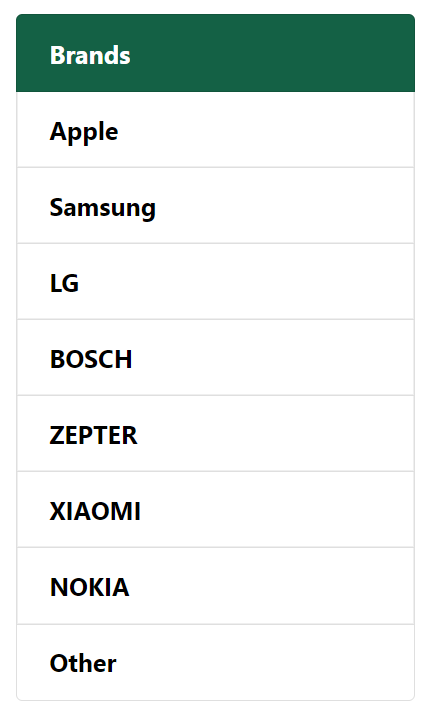 Brands
Apple
Samsung
LG
BOSCH
ZEPTER
XIAOMI
NOKIA
Other